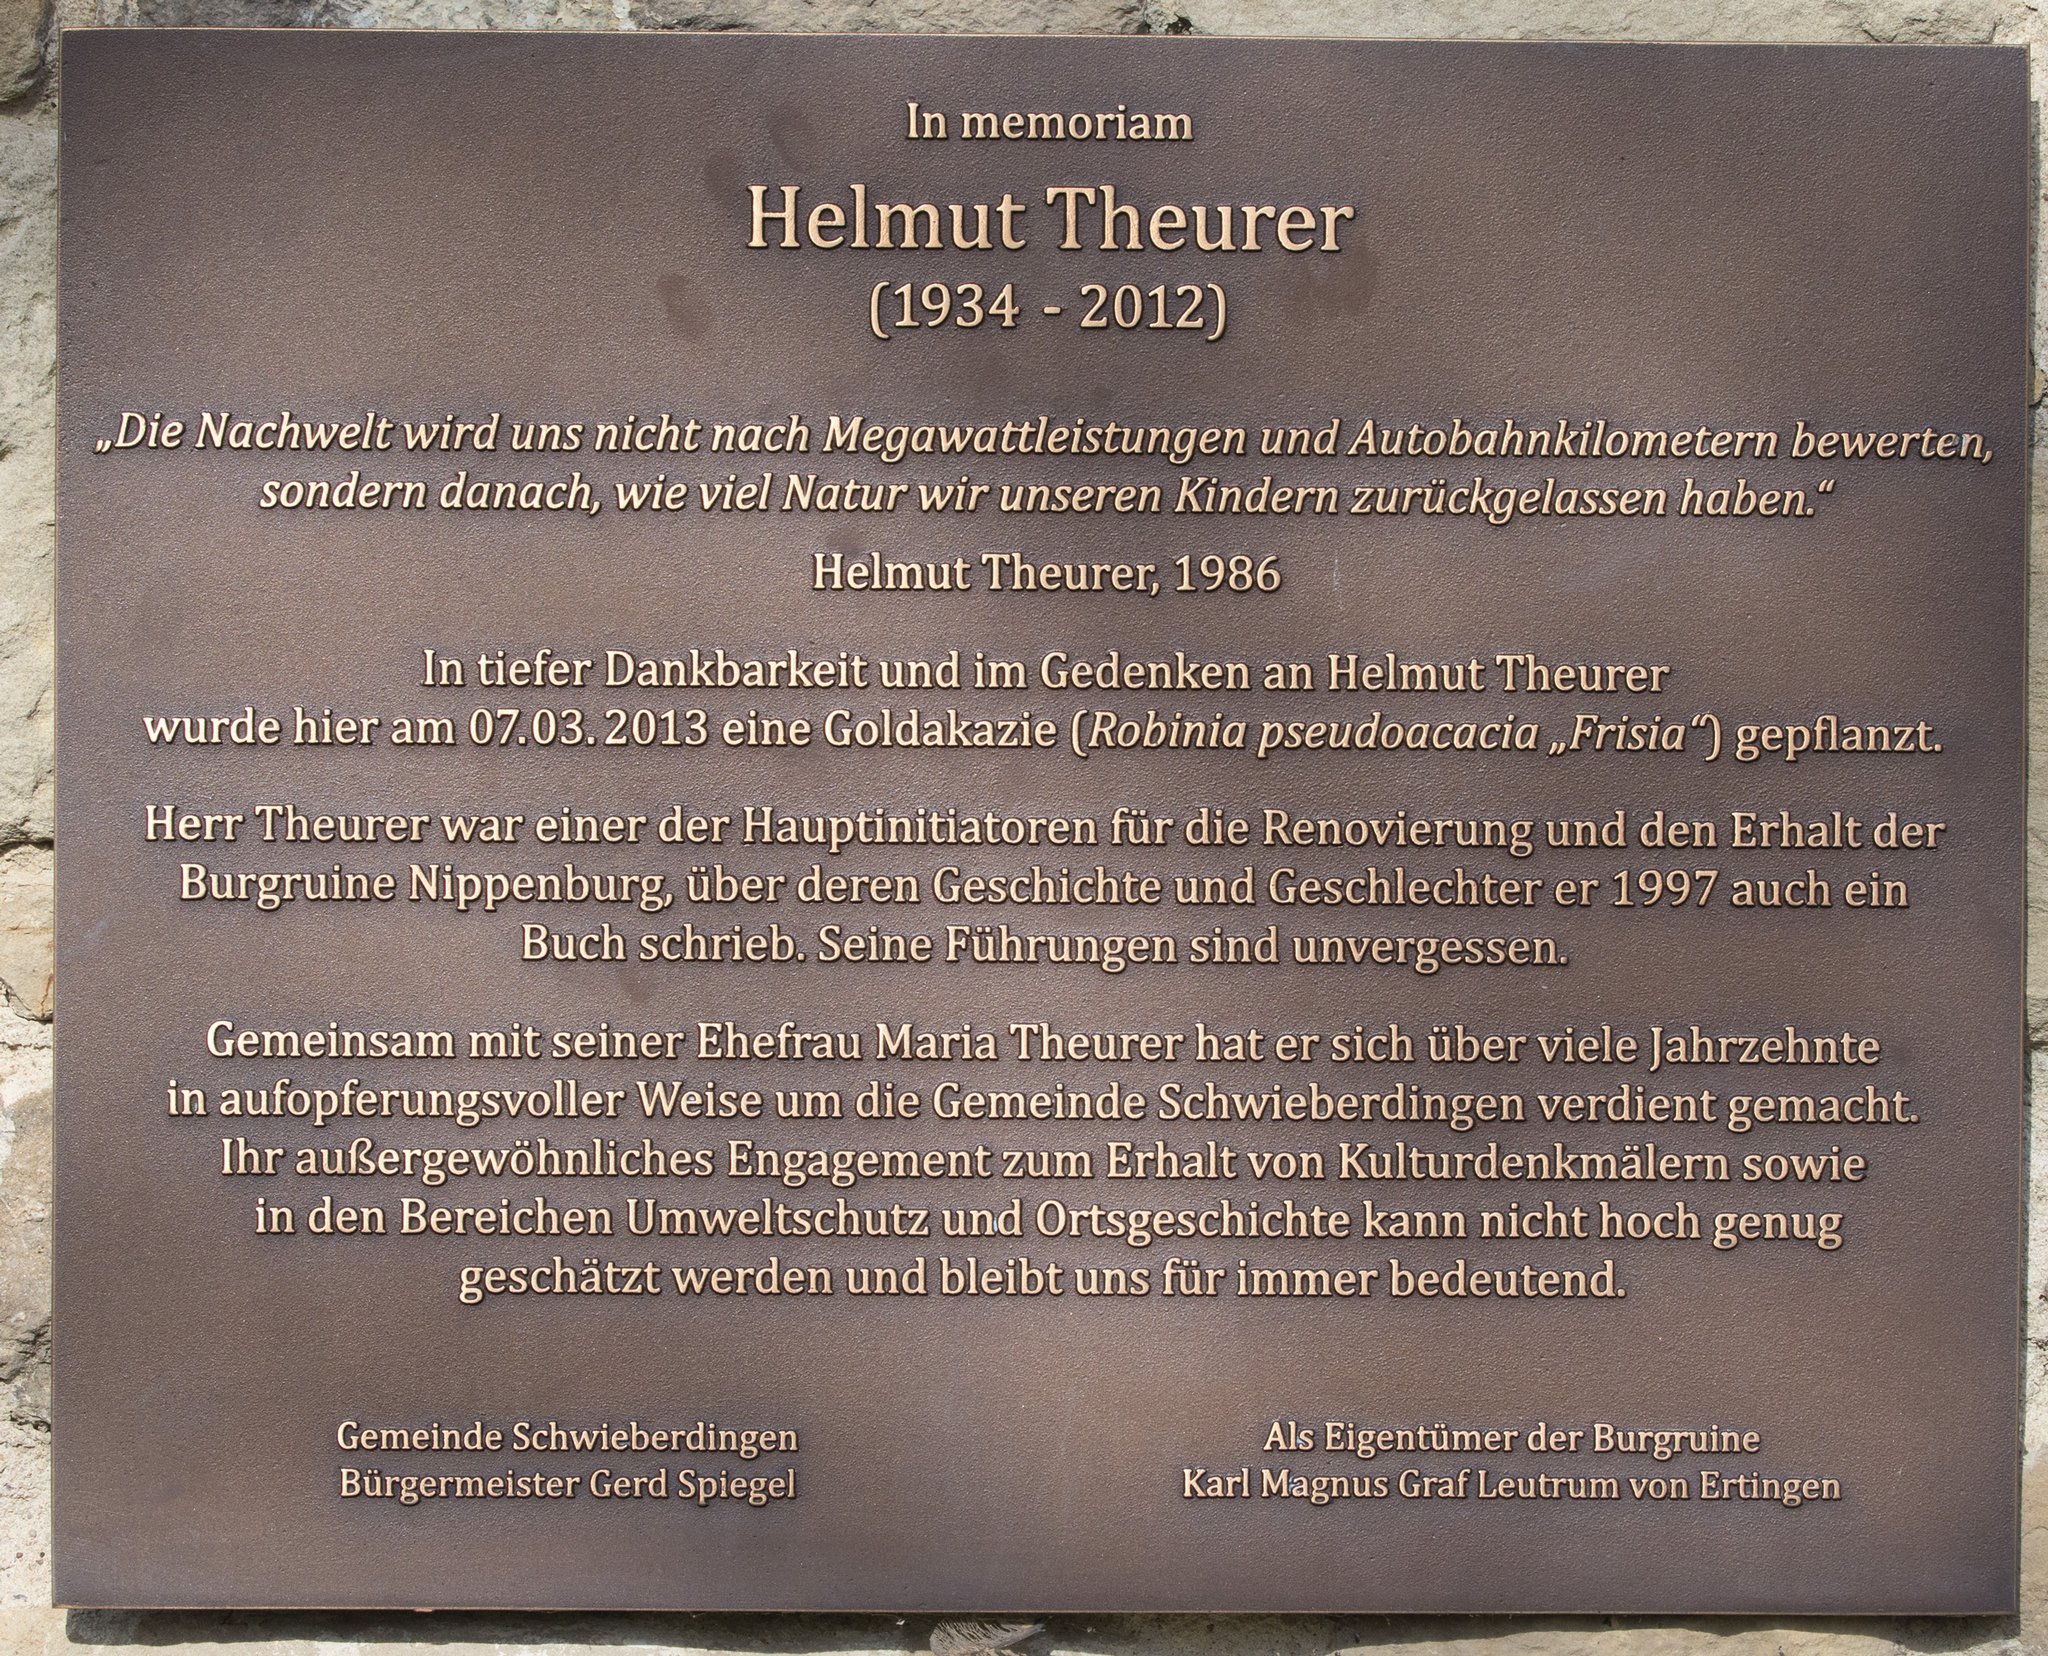 In memoriam
Helmut Theurer
(1934 - 2012)
„Die Nachwelt wird uns nicht nach Megawattleistungen und Autobahnkilometern bewerten,
sondern danach, wie viel Natur wir unseren Kindern zurückgelassen haben.“
Helmut Theurer, 1986
In tiefer Dankbarkeit und im Gedenken an Helmut Theurer
wurde hier am 07.03.2013 eine Goldakazie (Robinia pseudoacacia „Frisia“) gepflanzt.
Herr Theurer war einer der Hauptinitiatoren für die Renovierung und den Erhalt der
Burgruine Nippenburg, über deren Geschichte und Geschlechter er 1997 auch ein
Buch schrieb. Seine Führungen sind unvergessen.
Gemeinsam mit seiner Ehefrau Maria Theurer hat er sich über viele Jahrzehnte
in aufopferungsvoller Weise um die Gemeinde Schwieberdingen verdient gemacht.
Ihr außergewöhnliches Engagement zum Erhalt von Kulturdenkmälern sowie
in den Bereichen Umweltschutz und Ortsgeschichte kann nicht hoch genug
geschätzt werden und bleibt uns für immer bedeutend.
Gemeinde Schwieberdingen
Bürgermeister Gerd Spiegel
Als Eigentümer der Burgruine
Karl Magnus Graf Leutrum von Ertingen